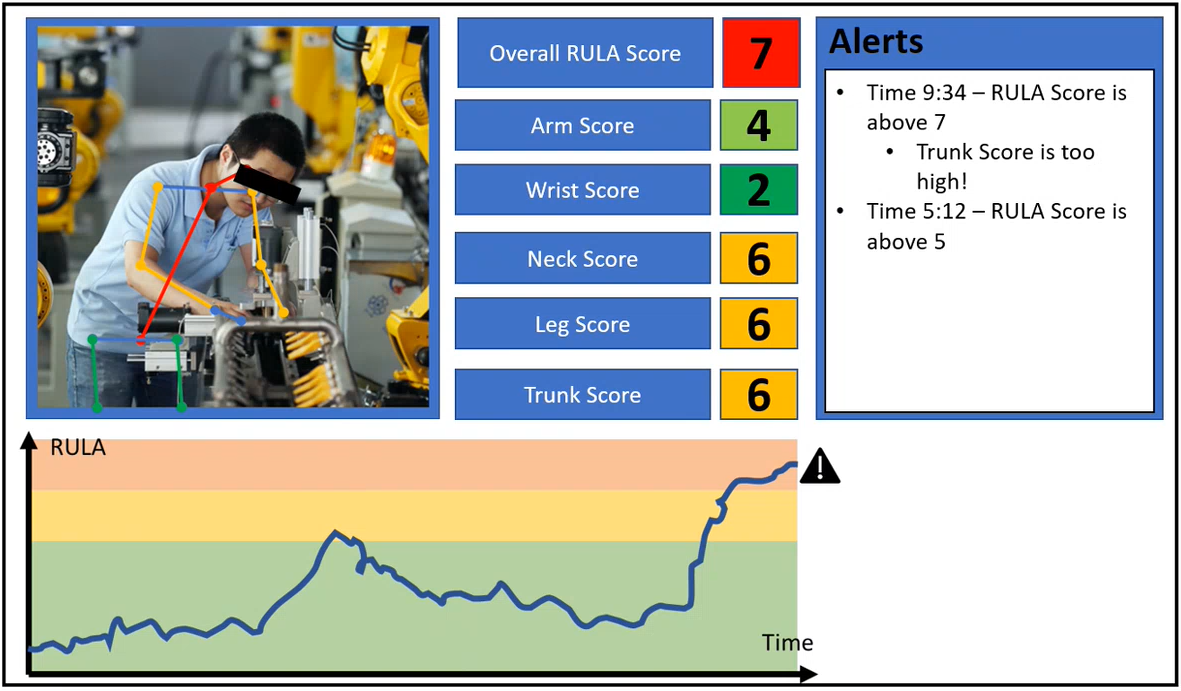 Overall RULA Score
7
Arm Score
4
Wrist Score
2
Neck Score
6
Leg Score
6
Trunk Score
6
Alerts
• Time 9:34 – RULA Score is
above 7
• Trunk Score is too
high!
• Time 5:12 – RULA Score is
above 5
RULA
Time
!